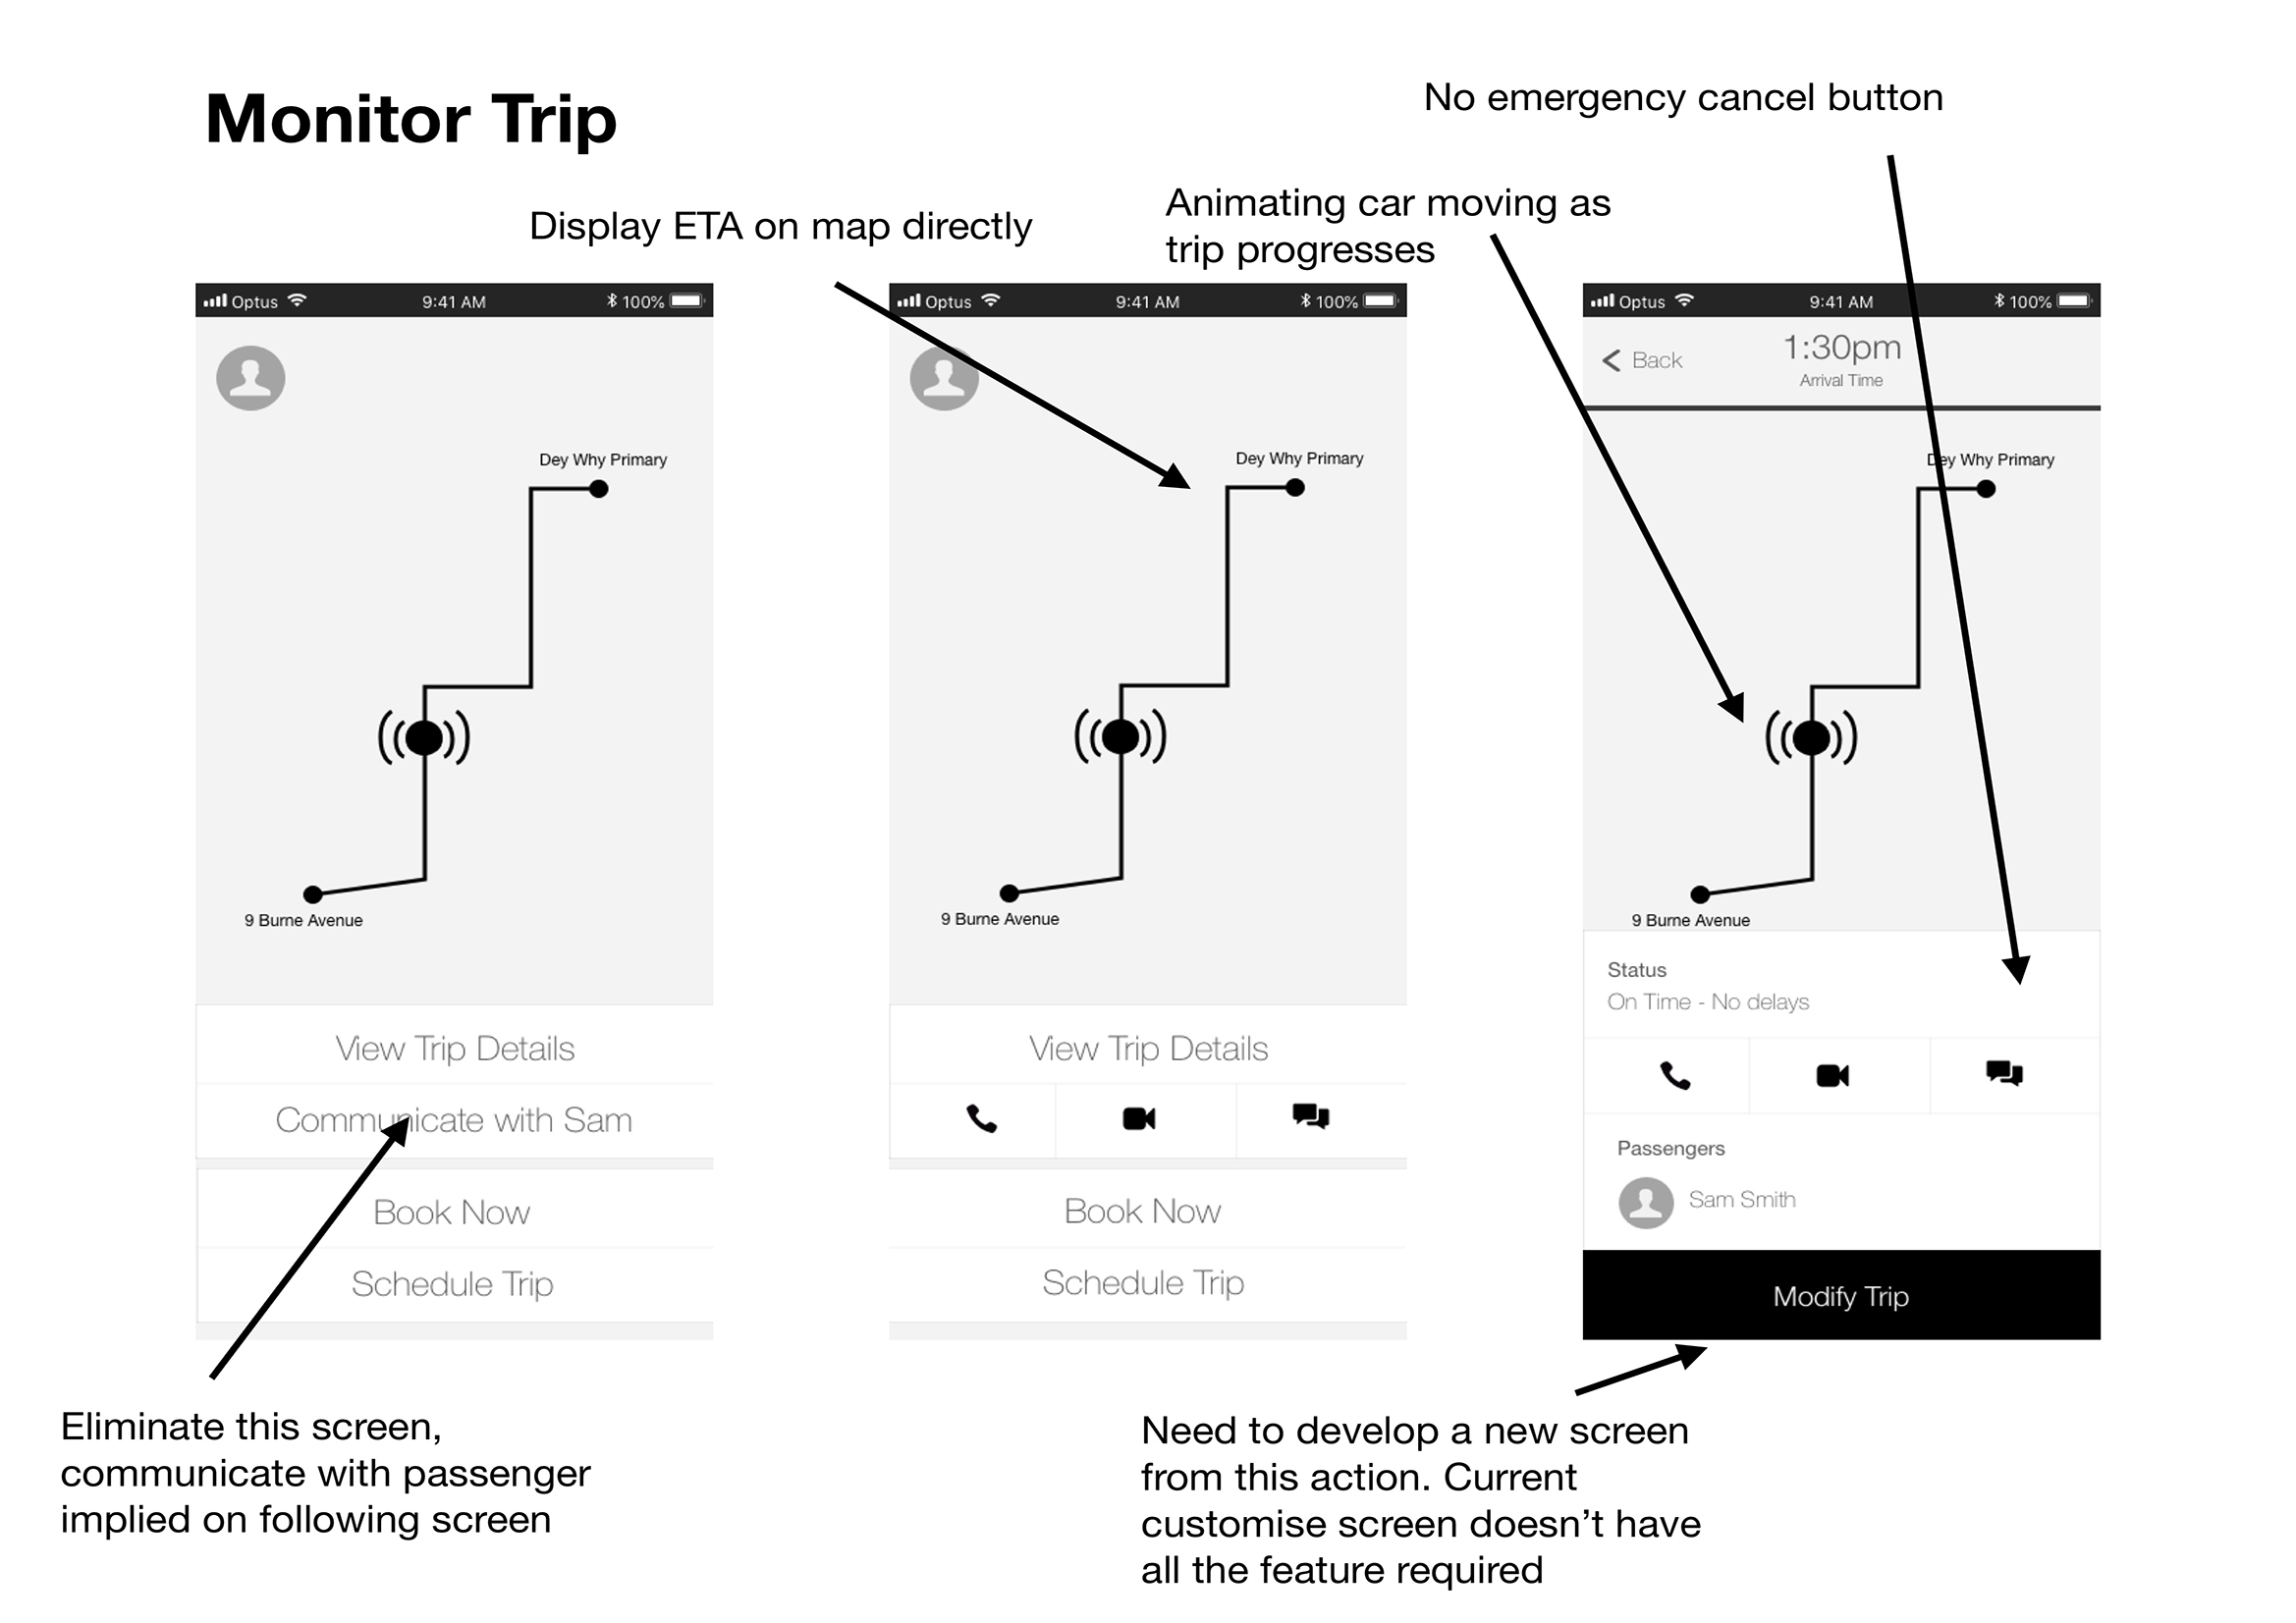 Monitor Trip
No emergency cancel button
Display ETA on map directly
Animating car moving as
trip progresses
Optus 9:41 AM 100%
Dey Why Primary
9 Burne Avenue
View Trip Details
Communicate with Sam
Book Now
Schedule Trip
Optus 9:41 AM 100%
Dey Why Primary
9 Burne Avenue
View Trip Details
Book Now
Schedule Trip
Optus 9:41 AM 100%
Back
1:30pm
Arrival Time
Dey Why Primary
9 Burne Avenue
Status
On Time - No delays
Passengers
Sam Smith
Modify Trip
Eliminate this screen,
communicate with passenger
implied on following screen
Need to develop a new screen
from this action. Current
customise screen doesn’t have
all the feature required